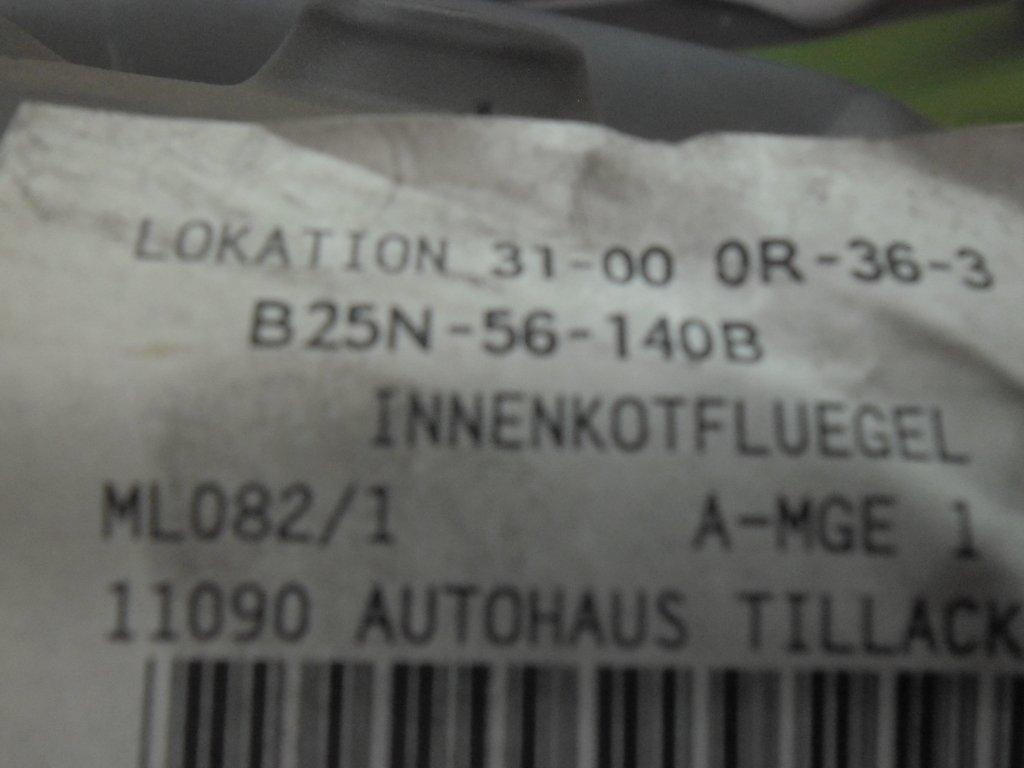 LOKATION 31-00 0R-36-3
B25N-56-140B
INNENKOTFLUEGEL
ML082/1 A-MGE 1
11090 AUTOHAUS TILLACK